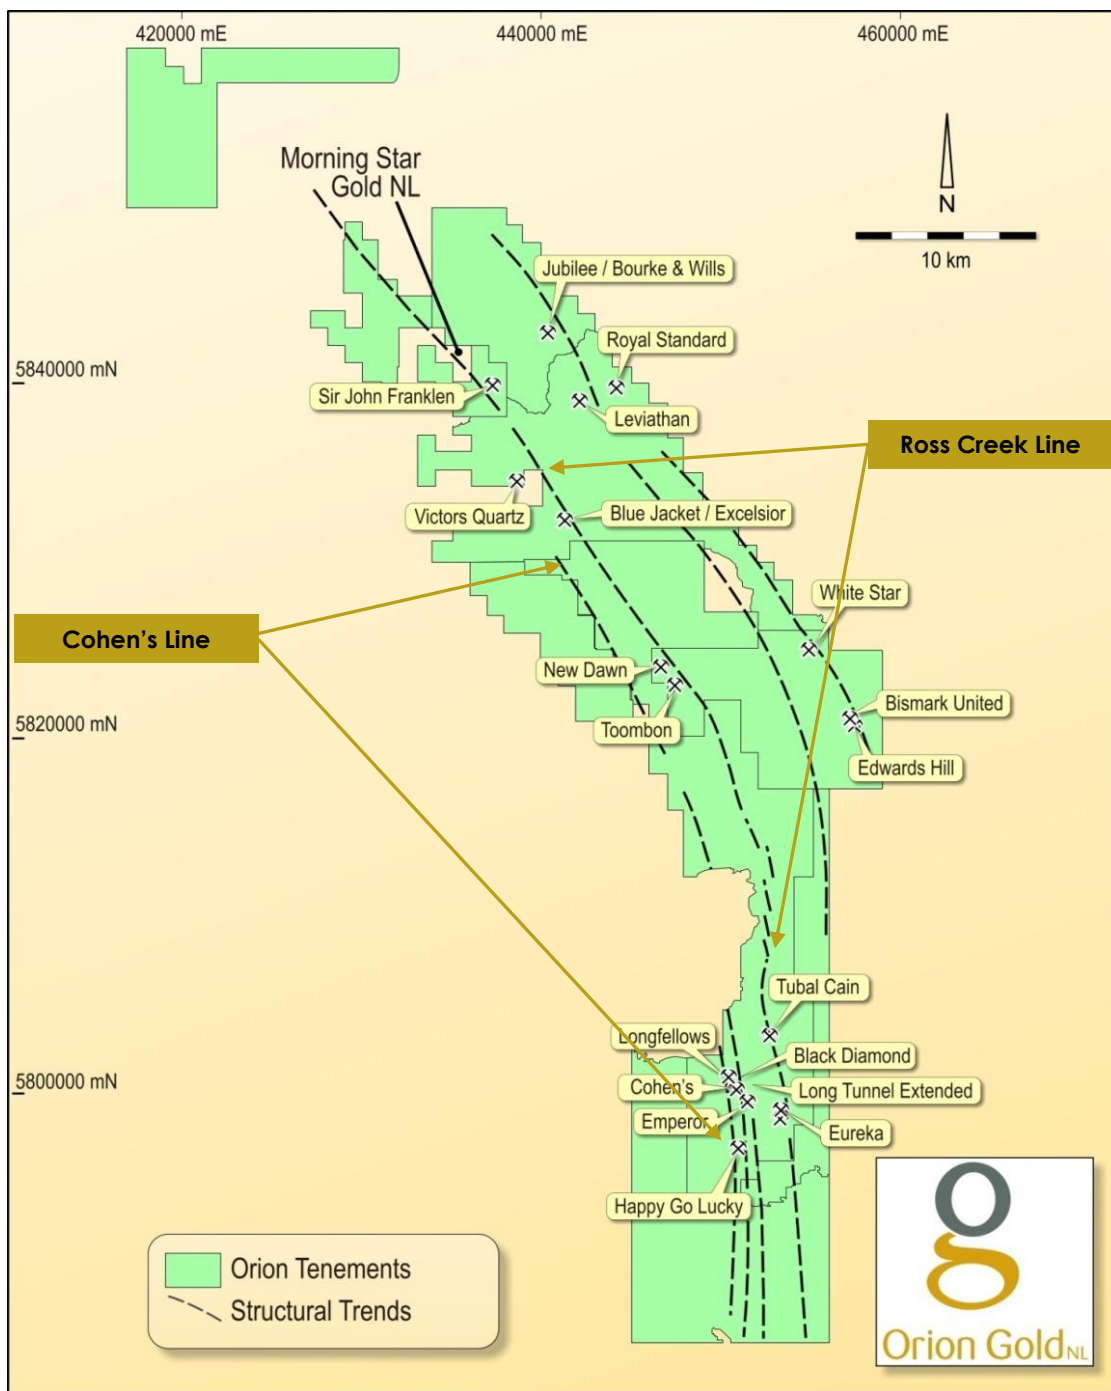 420000 mE
440000 mE
460000 mE
Morning Star
Gold NL
N
10 km
Jubilee / Bourke & Wills
Royal Standard
5840000 mN
Sir John Franklen
Leviathan
Ross Creek Line
Victors Quartz
Blue Jacket / Excelsior
White Star
Cohen’s Line
New Dawn
Bismark United
5820000 mN
Toombon
Edwards Hill
Tubal Cain
Longfellows
Black Diamond
5800000 mN
Cohen's
Long Tunnel Extended
Emperor
Eureka
Happy Go Lucky
Orion Tenements
Structural Trends
Orion Gold NL